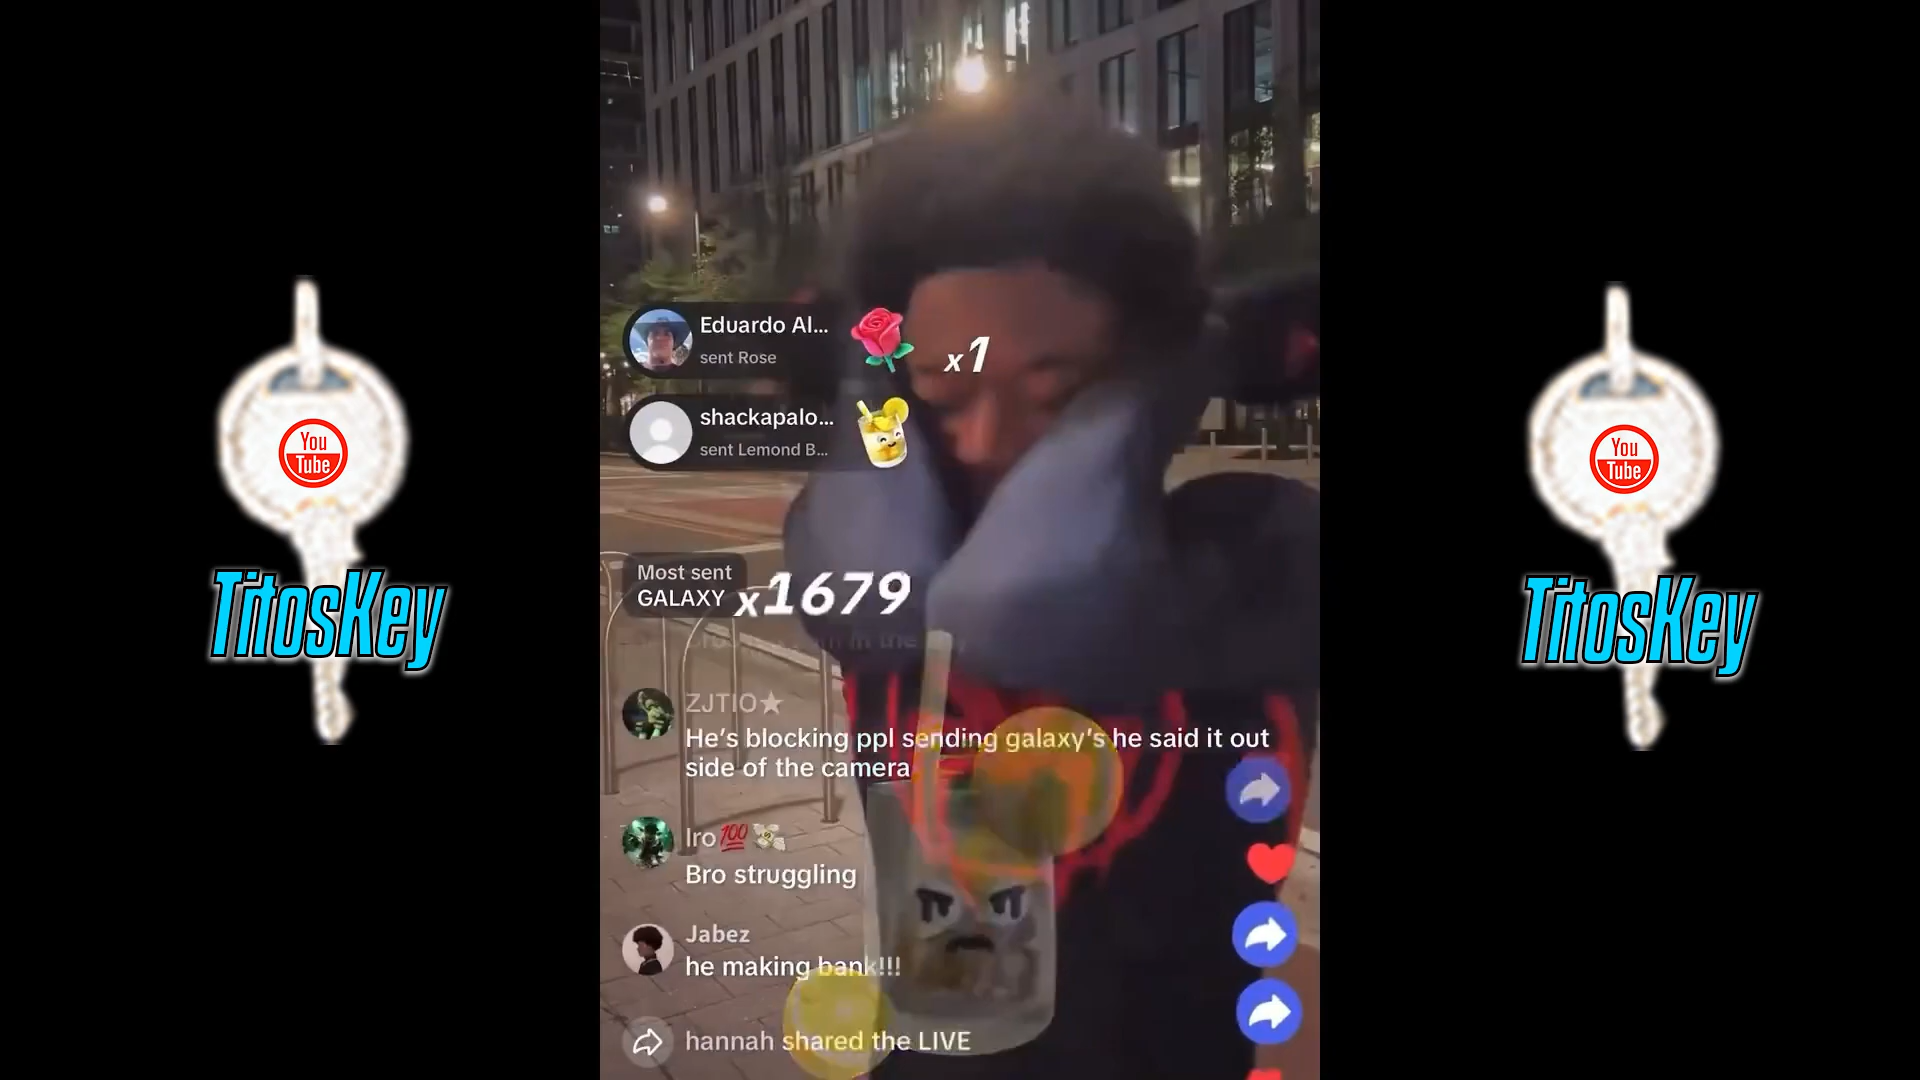 Eduardo Al...
sent Rose
x1
shackapalo...
sent Lemond B...
Most sent
GALAXY x1679
ZJTIO★
He's blocking ppl sending galaxy's he said it out
side of the camera
Iro💯💸
Bro struggling
Jabez
he making bank!!!
hannah shared the LIVE
You
Tube
TitosKey
You
Tube
TitosKey